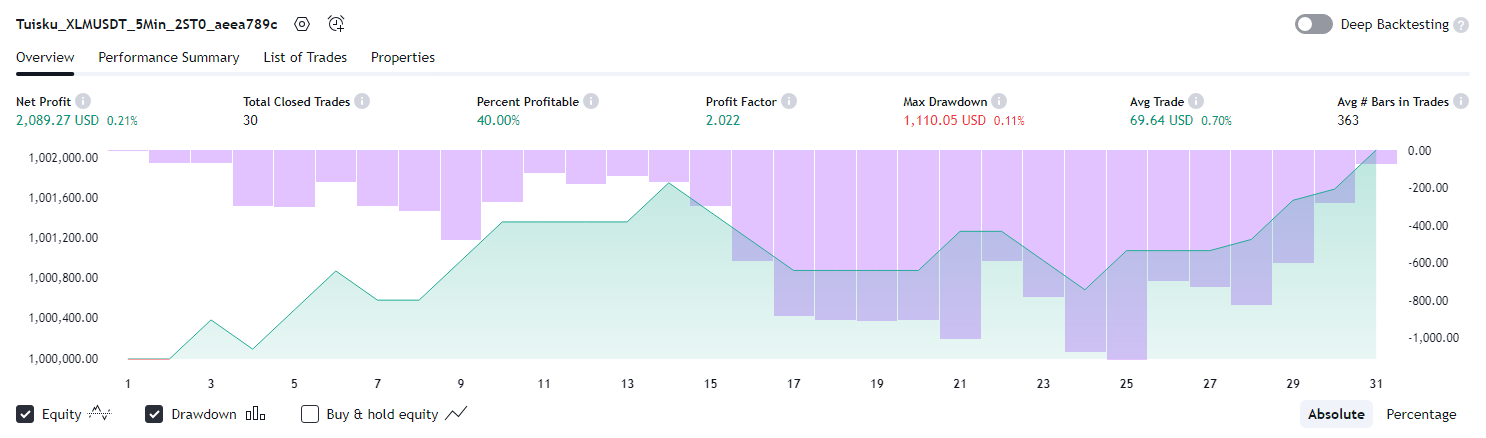 Tuisku_XLMUSDT_5Min_2ST0_aeea789c
Deep Backtesting
Overview Performance Summary List of Trades Properties
Net Profit Total Closed Trades Percent Profitable Profit Factor Max Drawdown Avg Trade Avg # Bars in Trades
2,089.27 USD 0.21% 30 40.00% 2.022 1,110.05 USD 0.11% 69.64 USD 0.70% 363
1,002,000.00 0.00
1,001,600.00 -200.00
1,001,200.00 -400.00
1,000,800.00 -600.00
1,000,400.00 -800.00
1,000,000.00 -1,000.00
1 3 5 7 9 11 13 15 17 19 21 23 25 27 29 31
Equity Drawdown Buy & hold equity Absolute Percentage